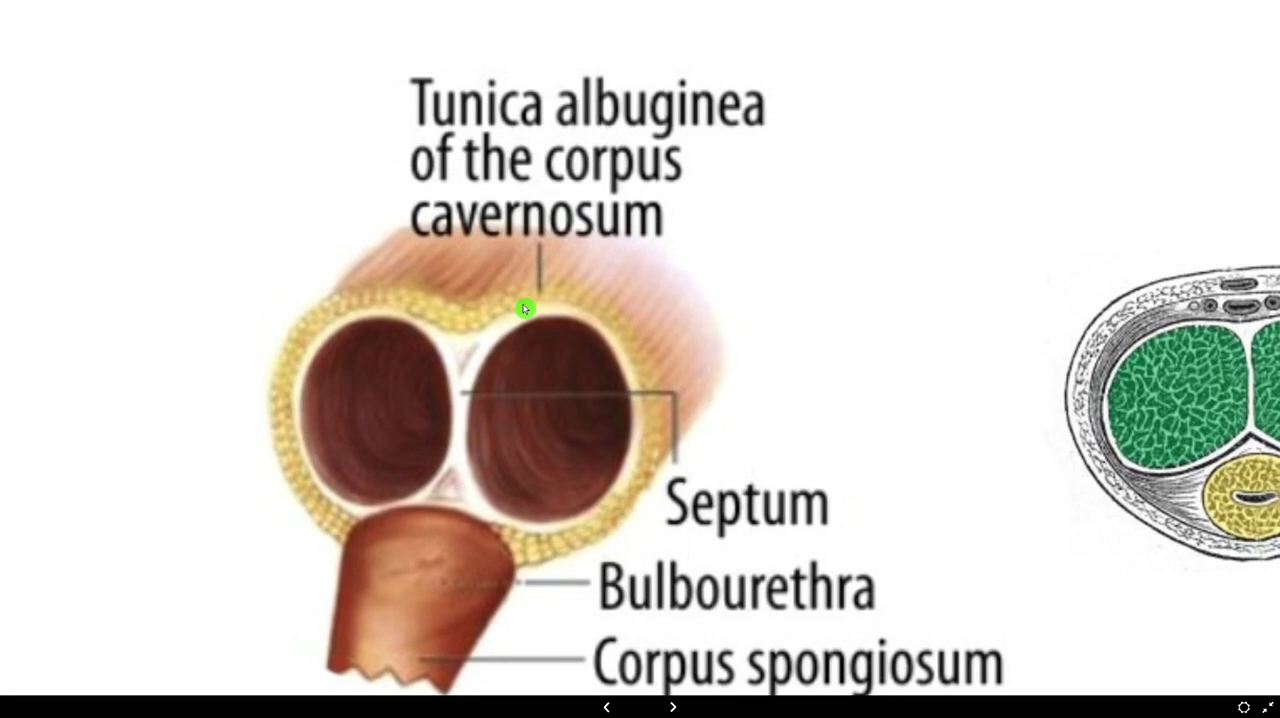 Tunica albuginea
of the corpus
cavernosum
Septum
Bulbourethra
Corpus spongiosum